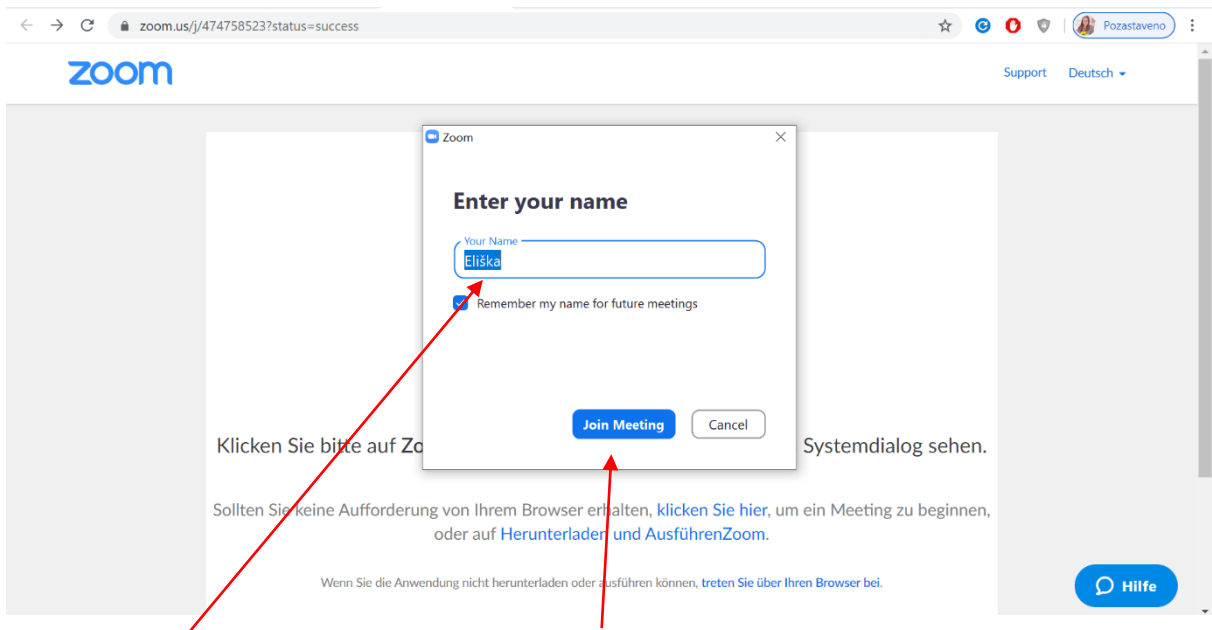 zoom.us/j/474758523?status=success
Pozastaveno
zoom
Support Deutsch
Zoom
Enter your name
Your Name
Eliška
Remember my name for future meetings
Join Meeting Cancel
Klicken Sie bitte auf Zo Systemdialog sehen.
Sollten Sie keine Aufforderung von Ihrem Browser erhalten, klicken Sie hier, um ein Meeting zu beginnen,
oder auf Herunterladen und AusführenZoom.
Wenn Sie die Anwendung nicht herunterladen oder ausführen können, treten Sie über Ihren Browser bei.
Hilfe